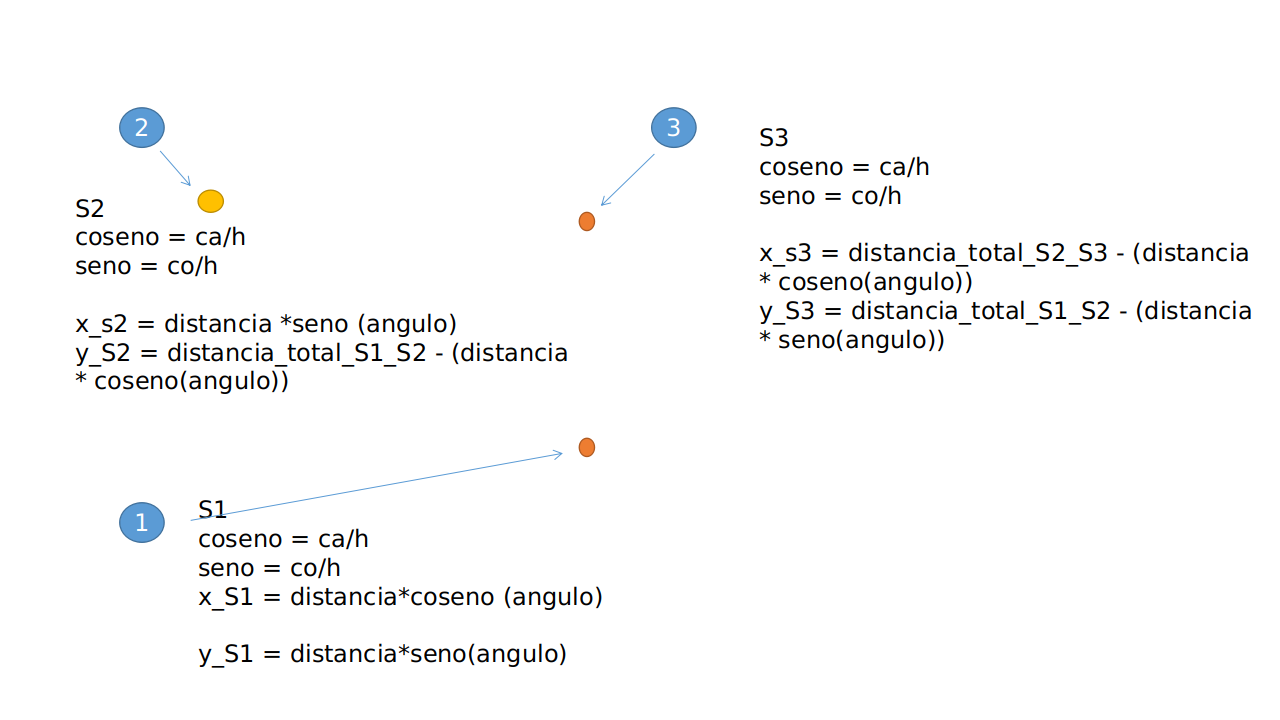 2
3
S2
coseno = ca/h
seno = co/h
x_s2 = distancia *seno (angulo)
y_S2 = distancia_total_S1_S2 - (distancia
* coseno(angulo))
S3
coseno = ca/h
seno = co/h
x_s3 = distancia_total_S2_S3 - (distancia
* coseno(angulo))
y_S3 = distancia_total_S1_S2 - (distancia
* seno(angulo))
1
S1
coseno = ca/h
seno = co/h
x_S1 = distancia*coseno (angulo)
y_S1 = distancia*seno(angulo)